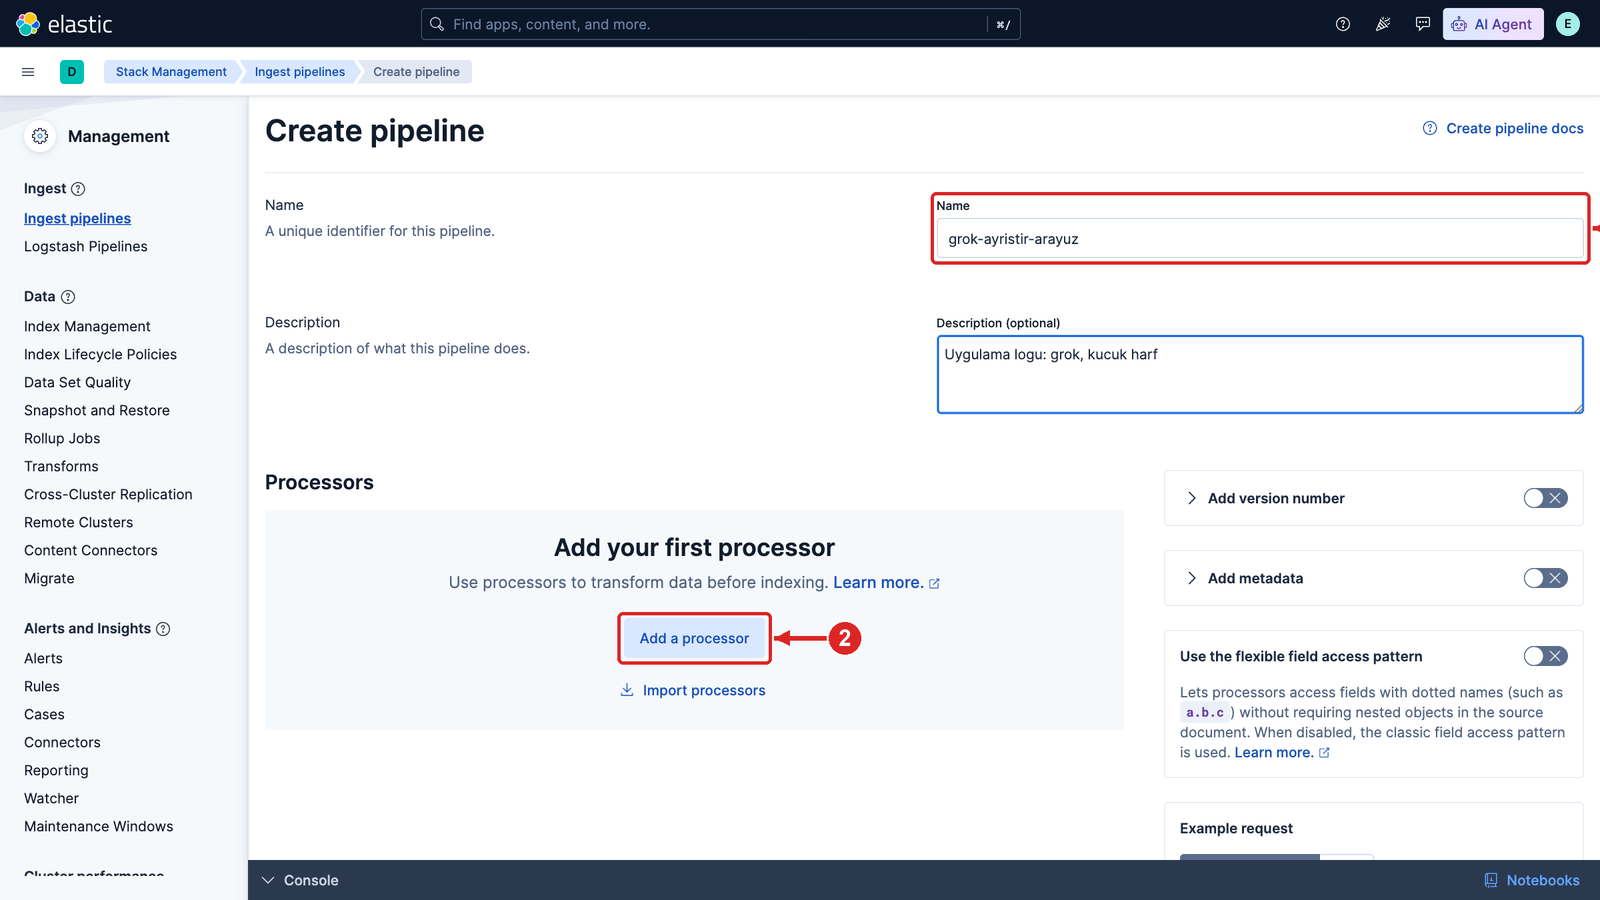 elastic
Find apps, content, and more.
⌘/
AI Agent
E
D
Stack Management
Ingest pipelines
Create pipeline
Management
Ingest
Ingest pipelines
Logstash Pipelines
Data
Index Management
Index Lifecycle Policies
Data Set Quality
Snapshot and Restore
Rollup Jobs
Transforms
Cross-Cluster Replication
Remote Clusters
Content Connectors
Migrate
Alerts and Insights
Alerts
Rules
Cases
Connectors
Reporting
Watcher
Maintenance Windows
Cluster performance
Create pipeline
Create pipeline docs
Name
A unique identifier for this pipeline.
Name
grok-ayristir-arayuz
Description
A description of what this pipeline does.
Description (optional)
Uygulama logu: grok, kucuk harf
Processors
Add your first processor
Use processors to transform data before indexing. Learn more.
Add a processor
2
Import processors
Add version number
Add metadata
Use the flexible field access pattern
Lets processors access fields with dotted names (such as
a.b.c ) without requiring nested objects in the source
document. When disabled, the classic field access pattern
is used. Learn more.
Example request
Console
Notebooks